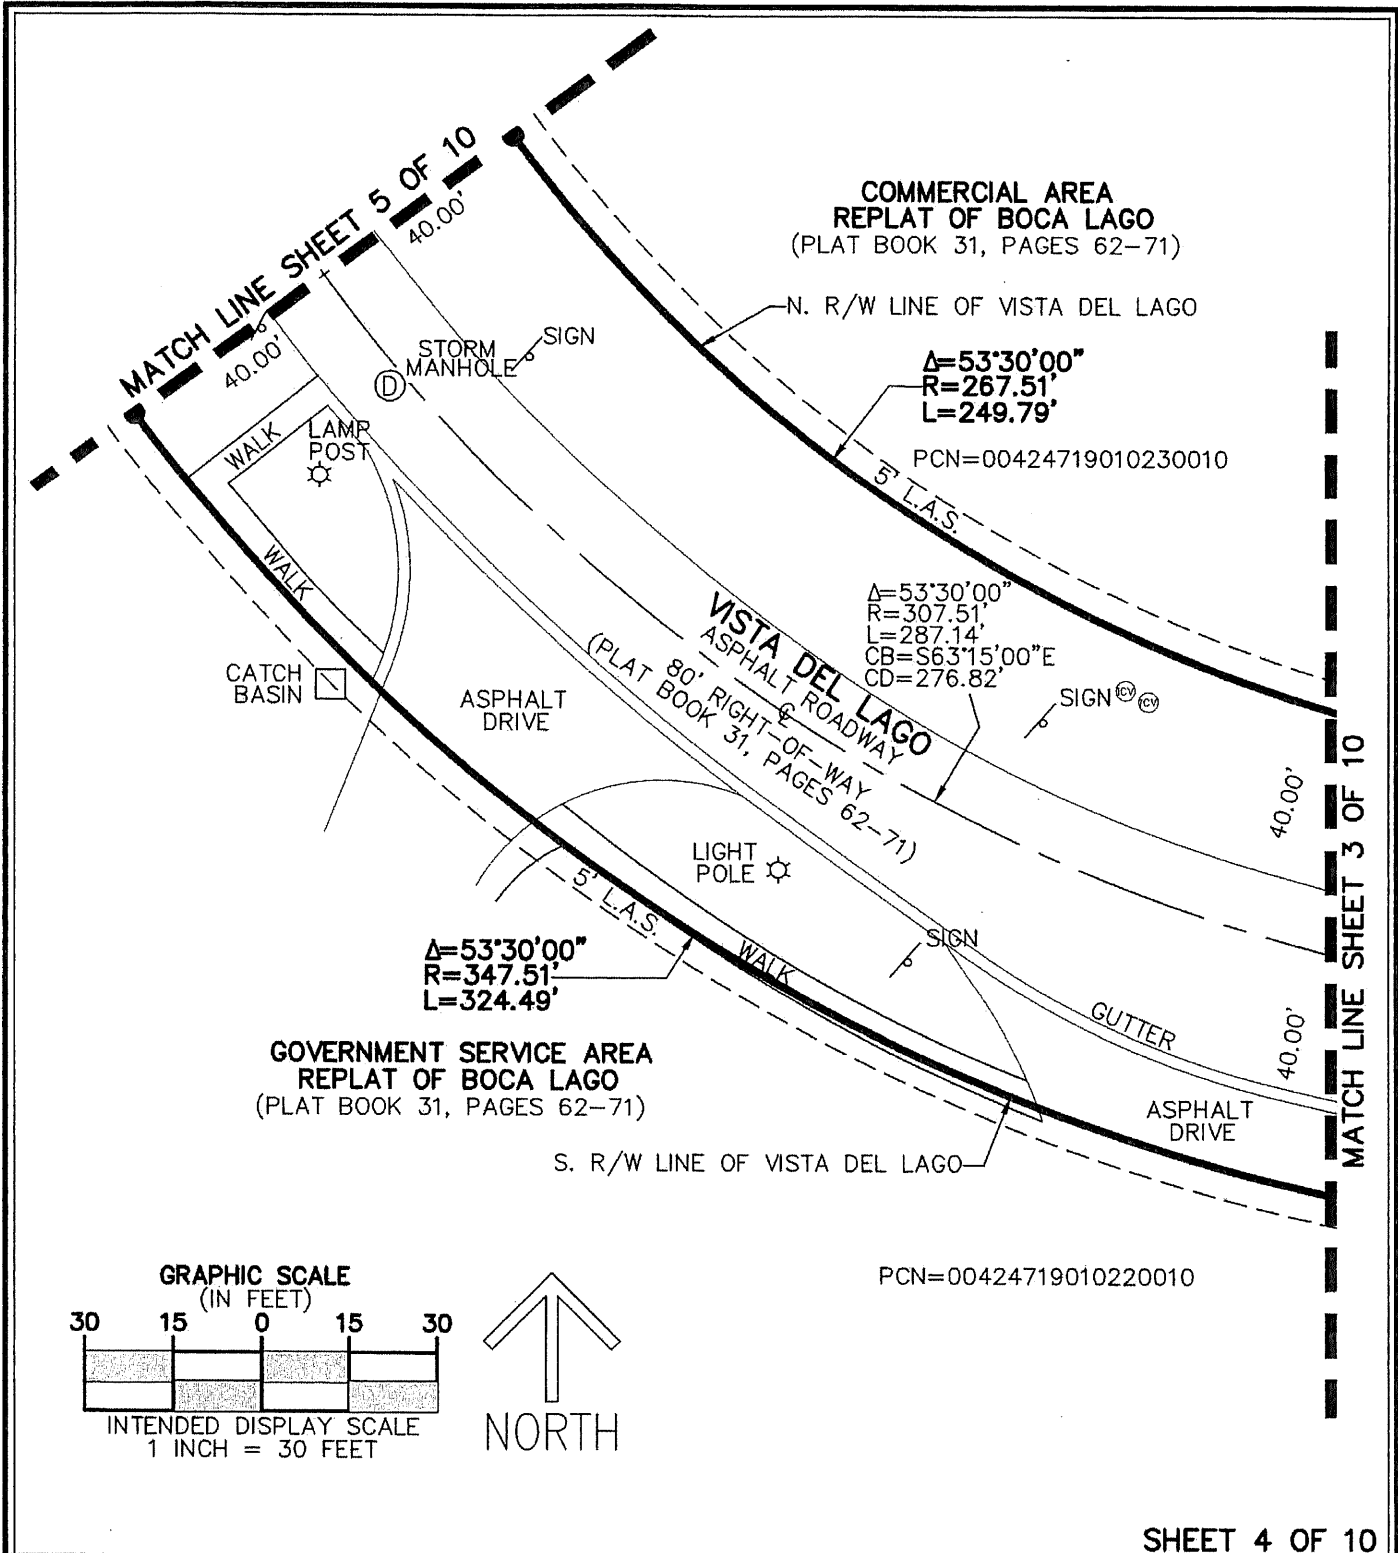 MATCH LINE SHEET 5 OF 10
40.00'
40.00'
COMMERCIAL AREA
REPLAT OF BOCA LAGO
(PLAT BOOK 31, PAGES 62-71)
N. R/W LINE OF VISTA DEL LAGO
Δ=53°30'00"
R=267.51'
L=249.79'
PCN=00424719010230010
5' L.A.S.
STORM
MANHOLE
SIGN
D
WALK
LAMP
POST
WALK
CATCH
BASIN
ASPHALT
DRIVE
VISTA DEL LAGO
ASPHALT ROADWAY
℄
80' RIGHT-OF-WAY
(PLAT BOOK 31, PAGES 62-71)
Δ=53°30'00"
R=307.51'
L=287.14'
CB=S63°15'00"E
CD=276.82'
SIGN
ICV
ICV
40.00'
MATCH LINE SHEET 3 OF 10
40.00'
LIGHT
POLE
SIGN
5' L.A.S.
WALK
GUTTER
ASPHALT
DRIVE
Δ=53°30'00"
R=347.51'
L=324.49'
GOVERNMENT SERVICE AREA
REPLAT OF BOCA LAGO
(PLAT BOOK 31, PAGES 62-71)
S. R/W LINE OF VISTA DEL LAGO
PCN=00424719010220010
GRAPHIC SCALE
(IN FEET)
30 15 0 15 30
INTENDED DISPLAY SCALE
1 INCH = 30 FEET
NORTH
SHEET 4 OF 10